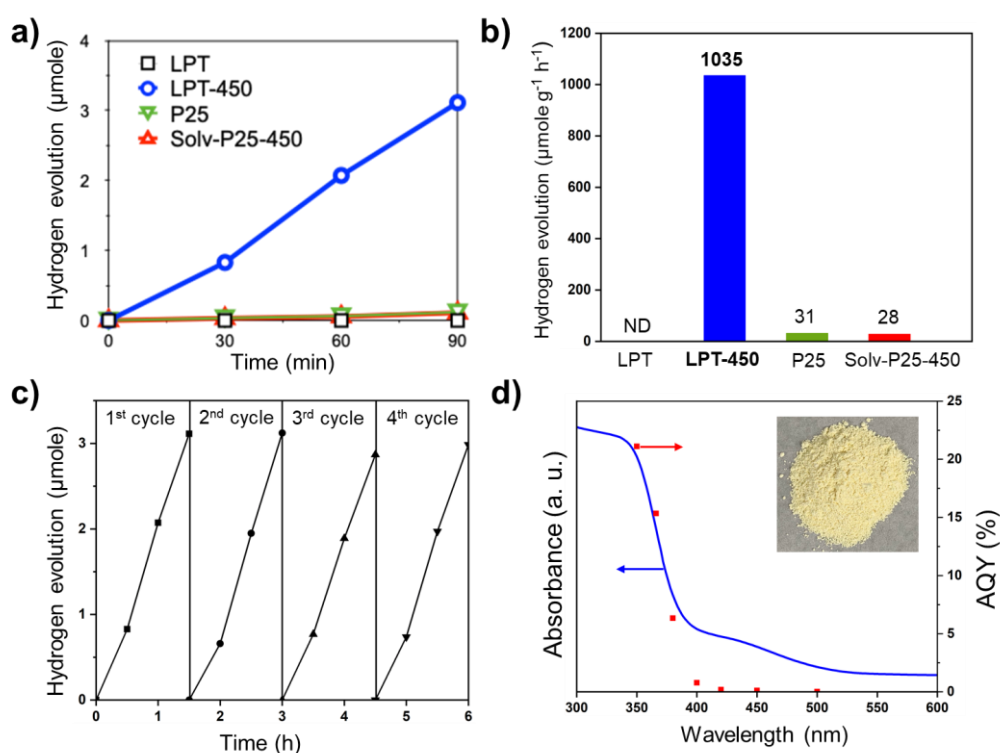 a)
Hydrogen evolution (μmole)
4
3
2
1
0
LPT
LPT-450
P25
Solv-P25-450
0 30 60 90
Time (min)
b)
Hydrogen evolution (μmole g⁻¹ h⁻¹)
1200
1000
800
600
400
200
0
ND
1035
31
28
LPT LPT-450 P25 Solv-P25-450
c)
Hydrogen evolution (μmole)
3
2
1
0
1st cycle 2nd cycle 3rd cycle 4th cycle
0 1 2 3 4 5 6
Time (h)
d)
Absorbance (a. u.)
25
20
15
10
5
0
AQY (%)
300 350 400 450 500 550 600
Wavelength (nm)